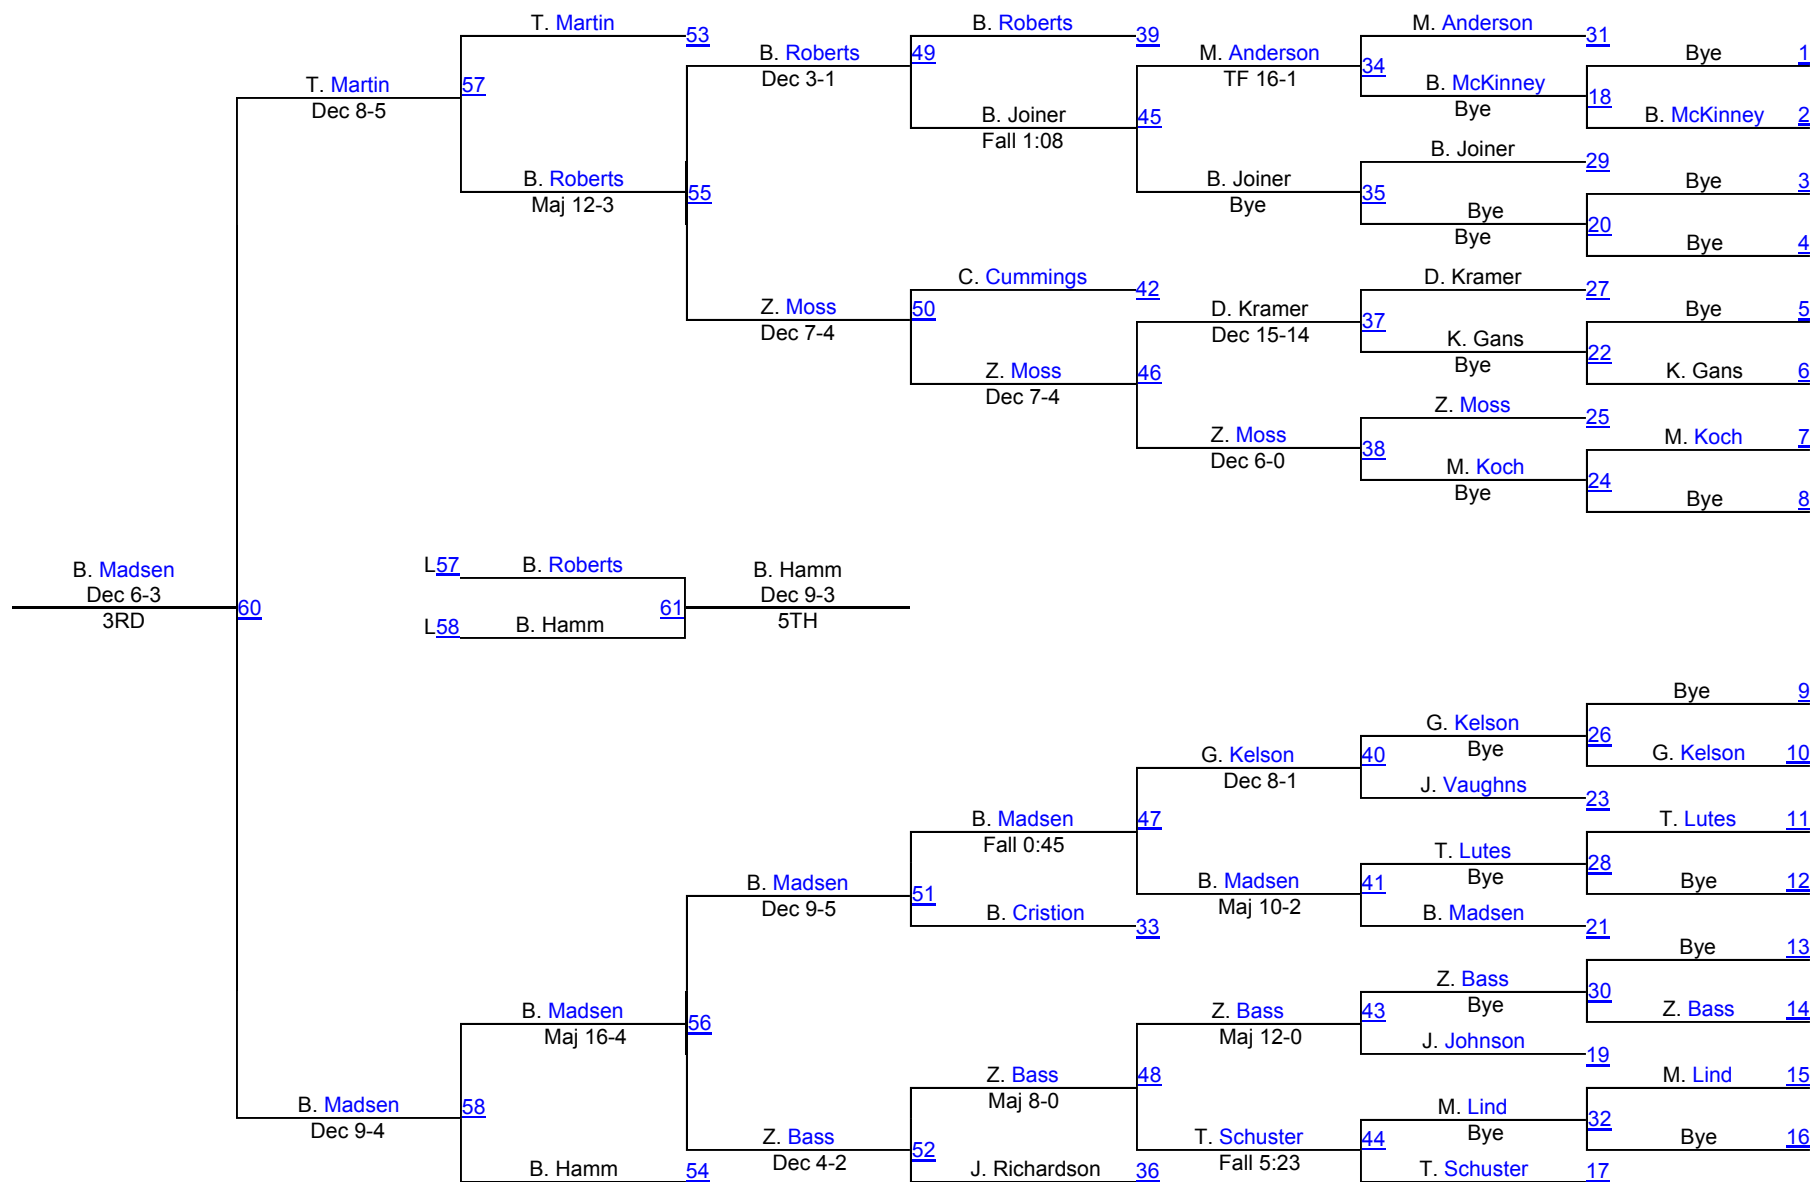 T. Martin 53
B. Roberts 39
M. Anderson 31
B. Roberts 49
Dec 3-1
M. Anderson 34
TF 16-1
Bye 1
T. Martin 57
Dec 8-5
B. McKinney 18
Bye
B. McKinney 2
B. Joiner 45
Fall 1:08
B. Joiner 29
B. Roberts 55
Maj 12-3
B. Joiner 35
Bye
Bye 3
Bye 20
Bye
Bye 4
C. Cummings 42
D. Kramer 27
Z. Moss 50
Dec 7-4
D. Kramer 37
Dec 15-14
Bye 5
K. Gans 22
Bye
K. Gans 6
Z. Moss 46
Dec 7-4
Z. Moss 25
Z. Moss 38
Dec 6-0
M. Koch 7
M. Koch 24
Bye
Bye 8
B. Madsen
Dec 6-3
3RD
60
L57 B. Roberts
L58 B. Hamm
61
B. Hamm
Dec 9-3
5TH
Bye 9
G. Kelson 26
Bye
G. Kelson 10
G. Kelson 40
Dec 8-1
J. Vaughns 23
B. Madsen 47
Fall 0:45
T. Lutes 11
T. Lutes 28
Bye
Bye 12
B. Madsen 51
Dec 9-5
B. Madsen 41
Maj 10-2
B. Cristion 33
B. Madsen 21
Bye 13
Z. Bass 30
Bye
Z. Bass 14
B. Madsen 56
Maj 16-4
Z. Bass 43
Maj 12-0
J. Johnson 19
Z. Bass 48
Maj 8-0
M. Lind 15
B. Madsen 58
Dec 9-4
M. Lind 32
Bye
Bye 16
Z. Bass 52
Dec 4-2
T. Schuster 44
Fall 5:23
B. Hamm 54
J. Richardson 36
T. Schuster 17